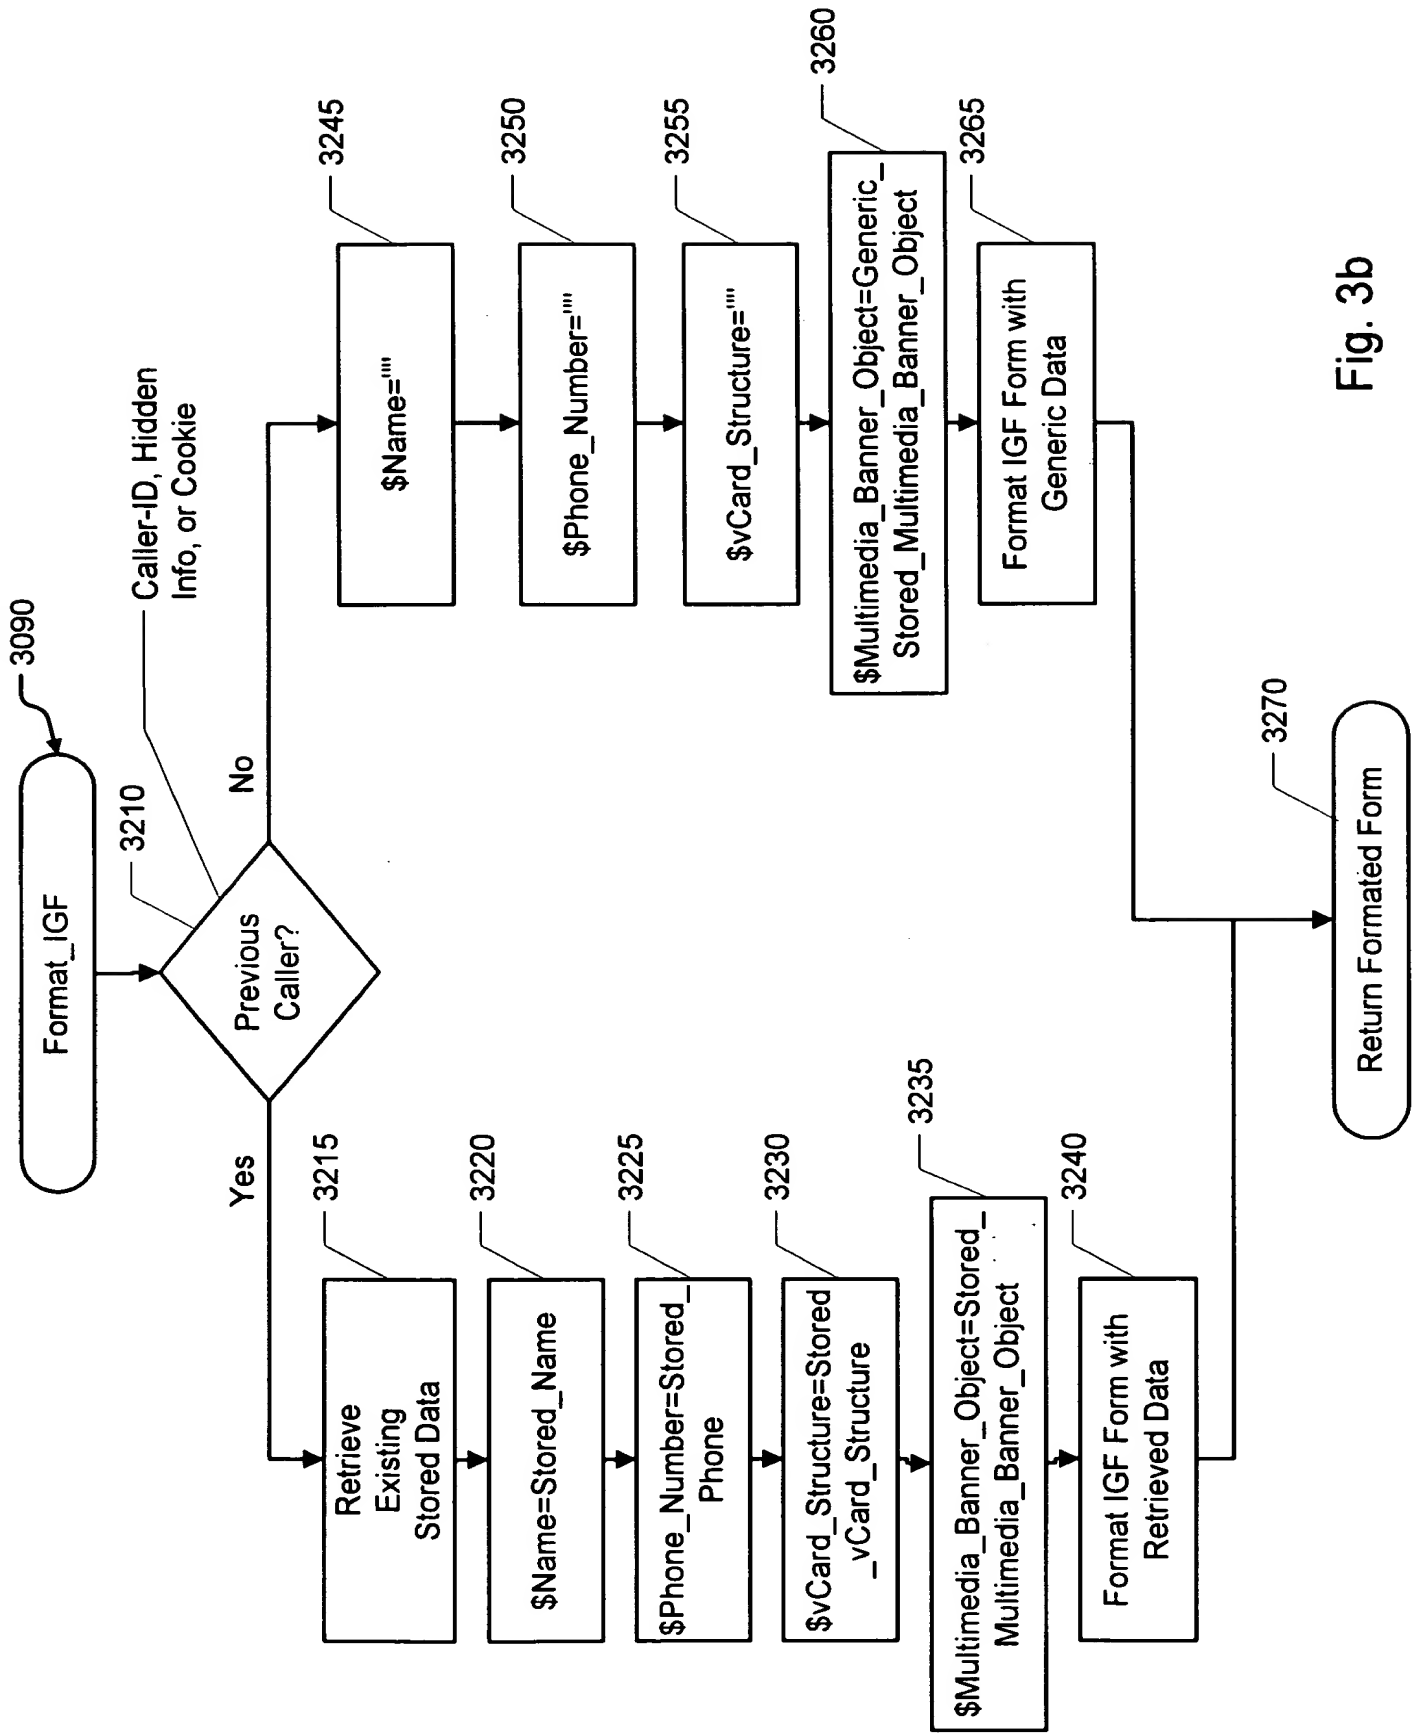 Format_IGF
3090
3210
Caller-ID, Hidden
Info, or Cookie
Previous
Caller?
Yes
No
3215
Retrieve
Existing
Stored Data
3220
$Name=Stored_Name
3225
$Phone_Number=Stored_
Phone
3230
$vCard_Structure=Stored
_vCard_Structure
3235
$Multimedia_Banner_Object=Stored_
Multimedia_Banner_Object
3240
Format IGF Form with
Retrieved Data
3245
$Name=""
3250
$Phone_Number=""
3255
$vCard_Structure=""
3260
$Multimedia_Banner_Object=Generic_
Stored_Multimedia_Banner_Object
3265
Format IGF Form with
Generic Data
3270
Return Formated Form
Fig. 3b